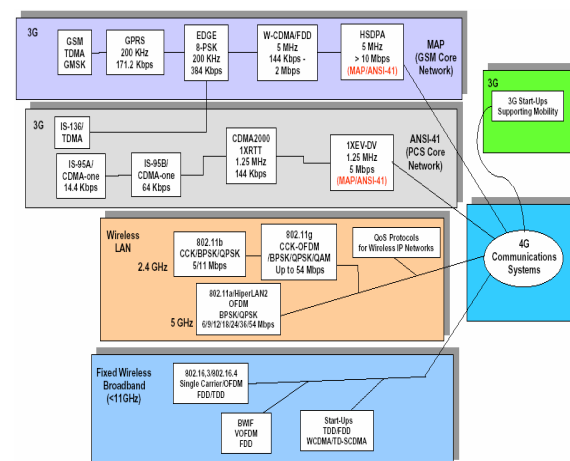 3G
GSM
TDMA
GMSK
GPRS
200 KHz
171.2 Kbps
EDGE
8-PSK
200 KHz
384 Kbps
W-CDMA/FDD
5 MHz
144 Kbps -
2 Mbps
HSDPA
5 MHz
> 10 Mbps
(MAP/ANSI-41)
MAP
(GSM Core
Network)
3G
3G Start-Ups
Supporting Mobility
3G
IS-136/
TDMA
IS-95A/
CDMA-one
14.4 Kbps
IS-95B/
CDMA-one
64 Kbps
CDMA2000
1XRTT
1.25 MHz
144 Kbps
1XEV-DV
1.25 MHz
5 Mbps
(MAP/ANSI-41)
ANSI-41
(PCS Core
Network)
Wireless
LAN
2.4 GHz
802.11b
CCK/BPSK/QPSK
5/11 Mbps
802.11g
CCK-OFDM
/BPSK/QPSK/QAM
Up to 54 Mbps
QoS Protocols
for Wireless IP Networks
5 GHz
802.11a/HiperLAN2
OFDM
BPSK/QPSK
6/9/12/18/24/36/54 Mbps
4G
Communications
Systems
Fixed Wireless
Broadband
(<11GHz)
802.16,3/802.16.4
Single Carrier/OFDM
FDD/TDD
BWIF
VOFDM
FDD
Start-Ups
TDD/FDD
WCDMA/TD-SCDMA